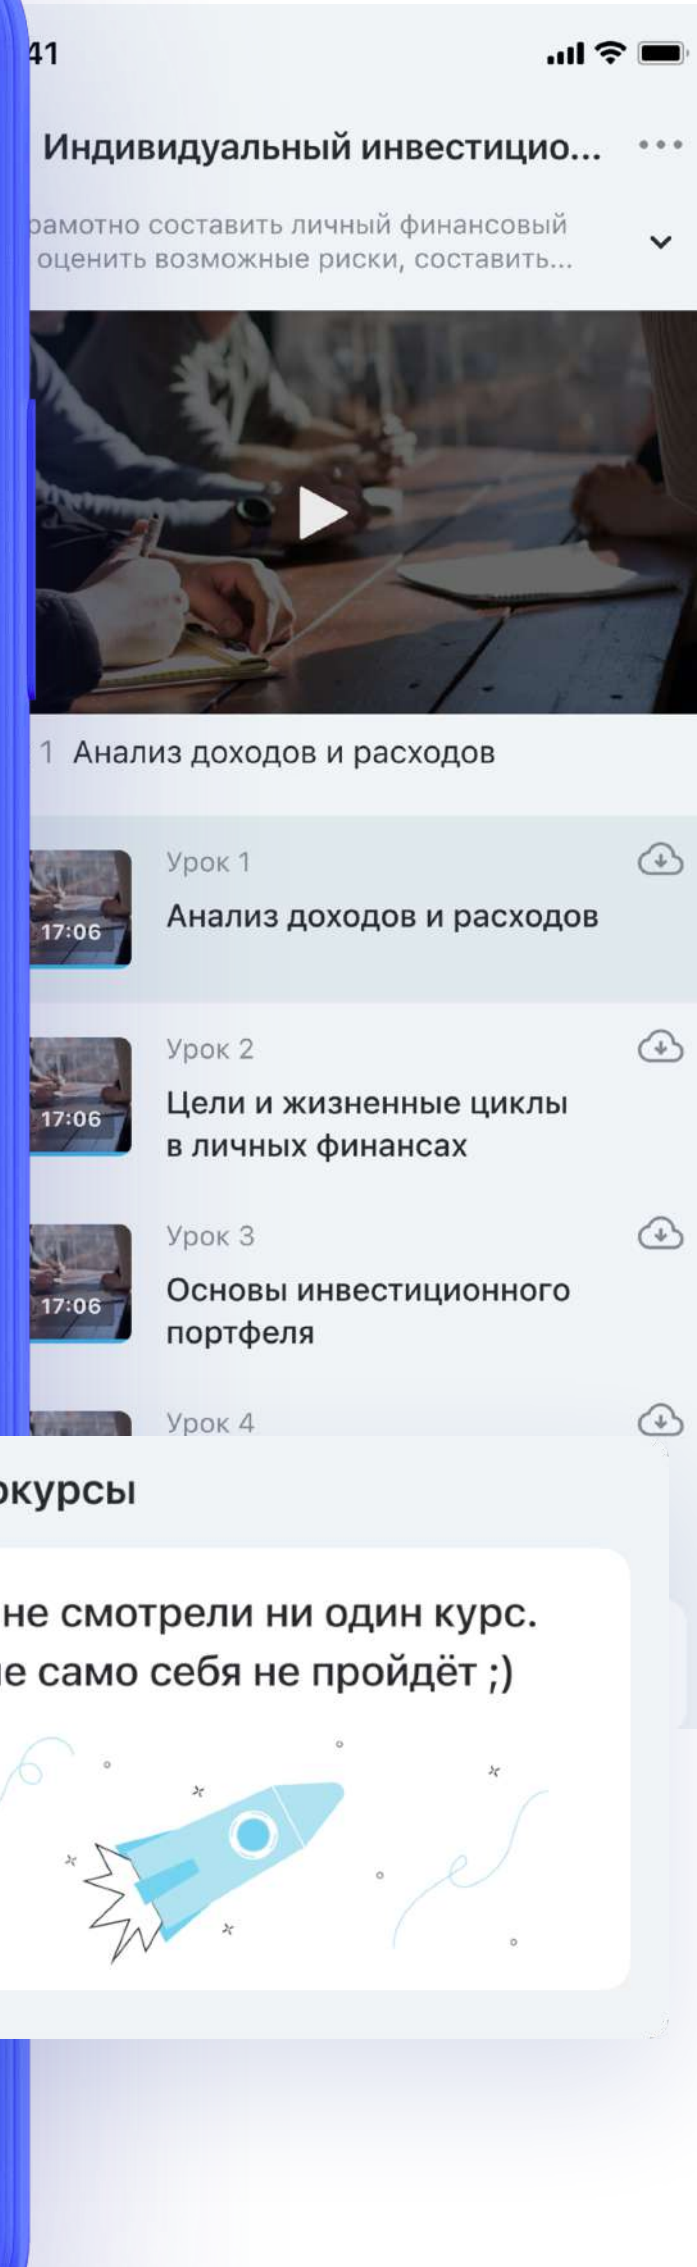 41
Индивидуальный инвестицио...
рамотно составить личный финансовый
оценить возможные риски, составить...
1 Анализ доходов и расходов
Урок 1
17:06
Анализ доходов и расходов
Урок 2
17:06
Цели и жизненные циклы
в личных финансах
Урок 3
17:06
Основы инвестиционного
портфеля
Урок 4
окурсы
не смотрели ни один курс.
ие само себя не пройдёт ;)